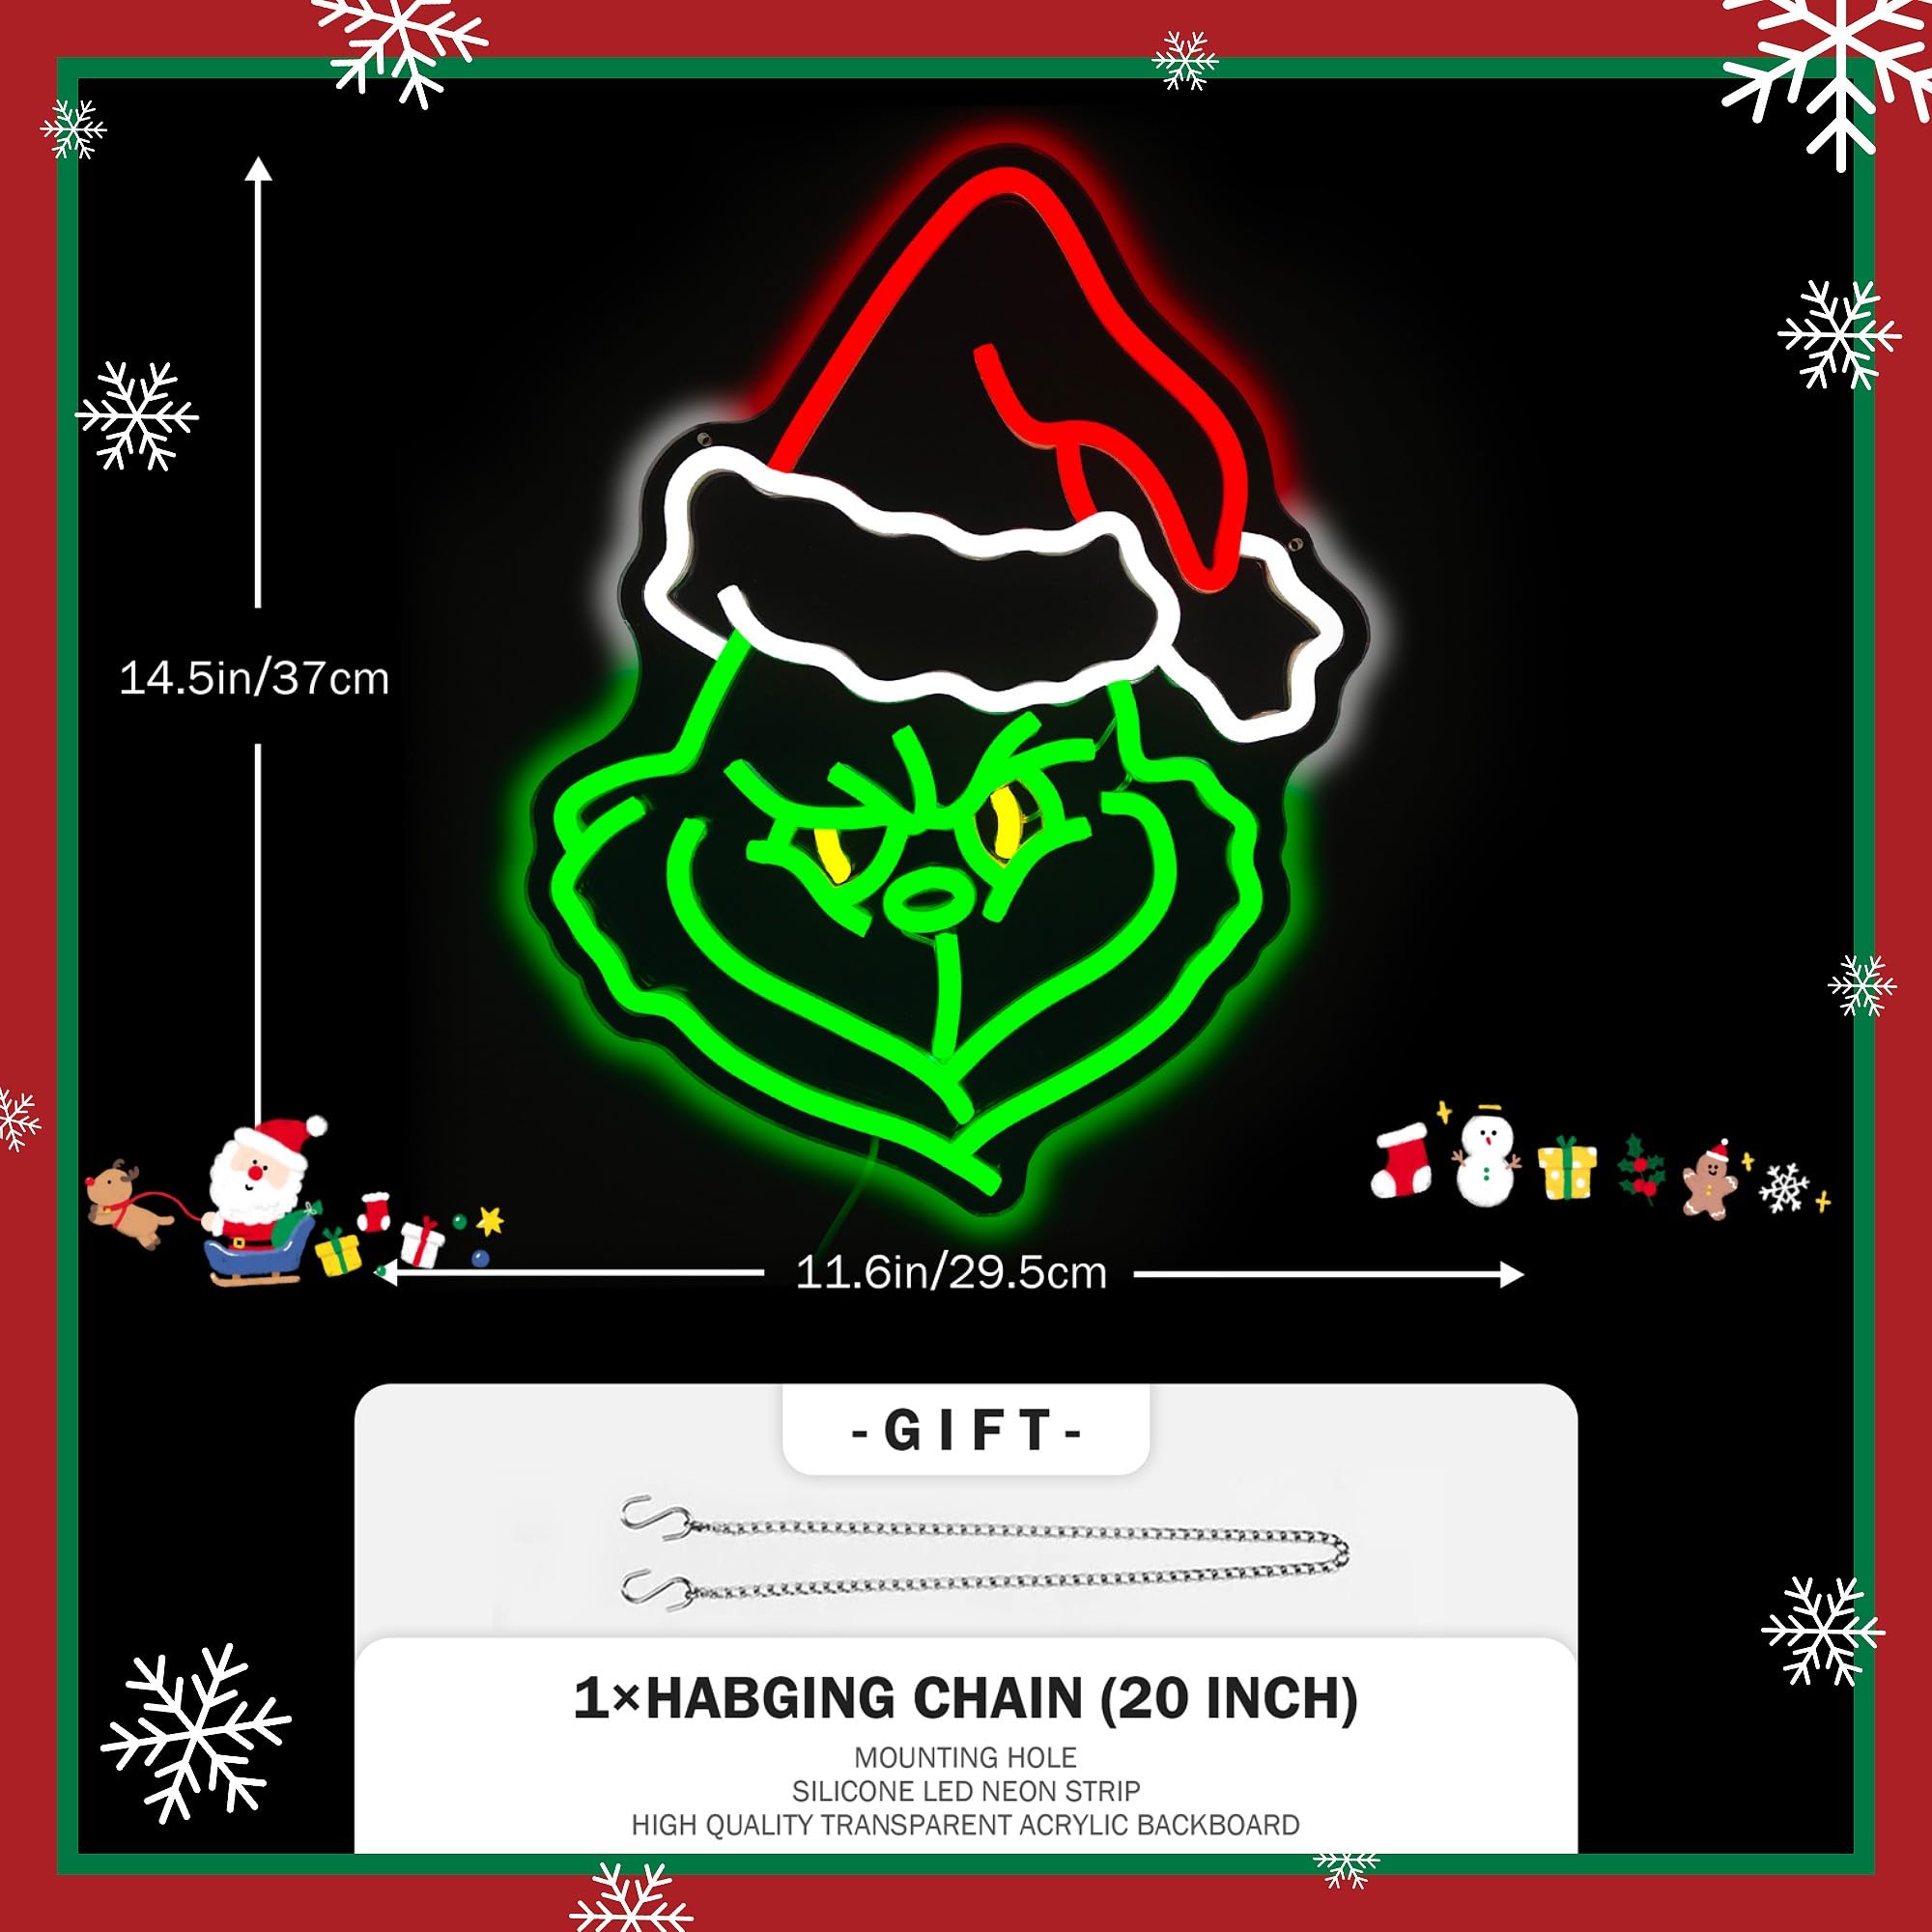 14.5in/37cm
11.6in/29.5cm
-GIFT-
1×HABGING CHAIN (20 INCH)
MOUNTING HOLE
SILICONE LED NEON STRIP
HIGH QUALITY TRANSPARENT ACRYLIC BACKBOARD